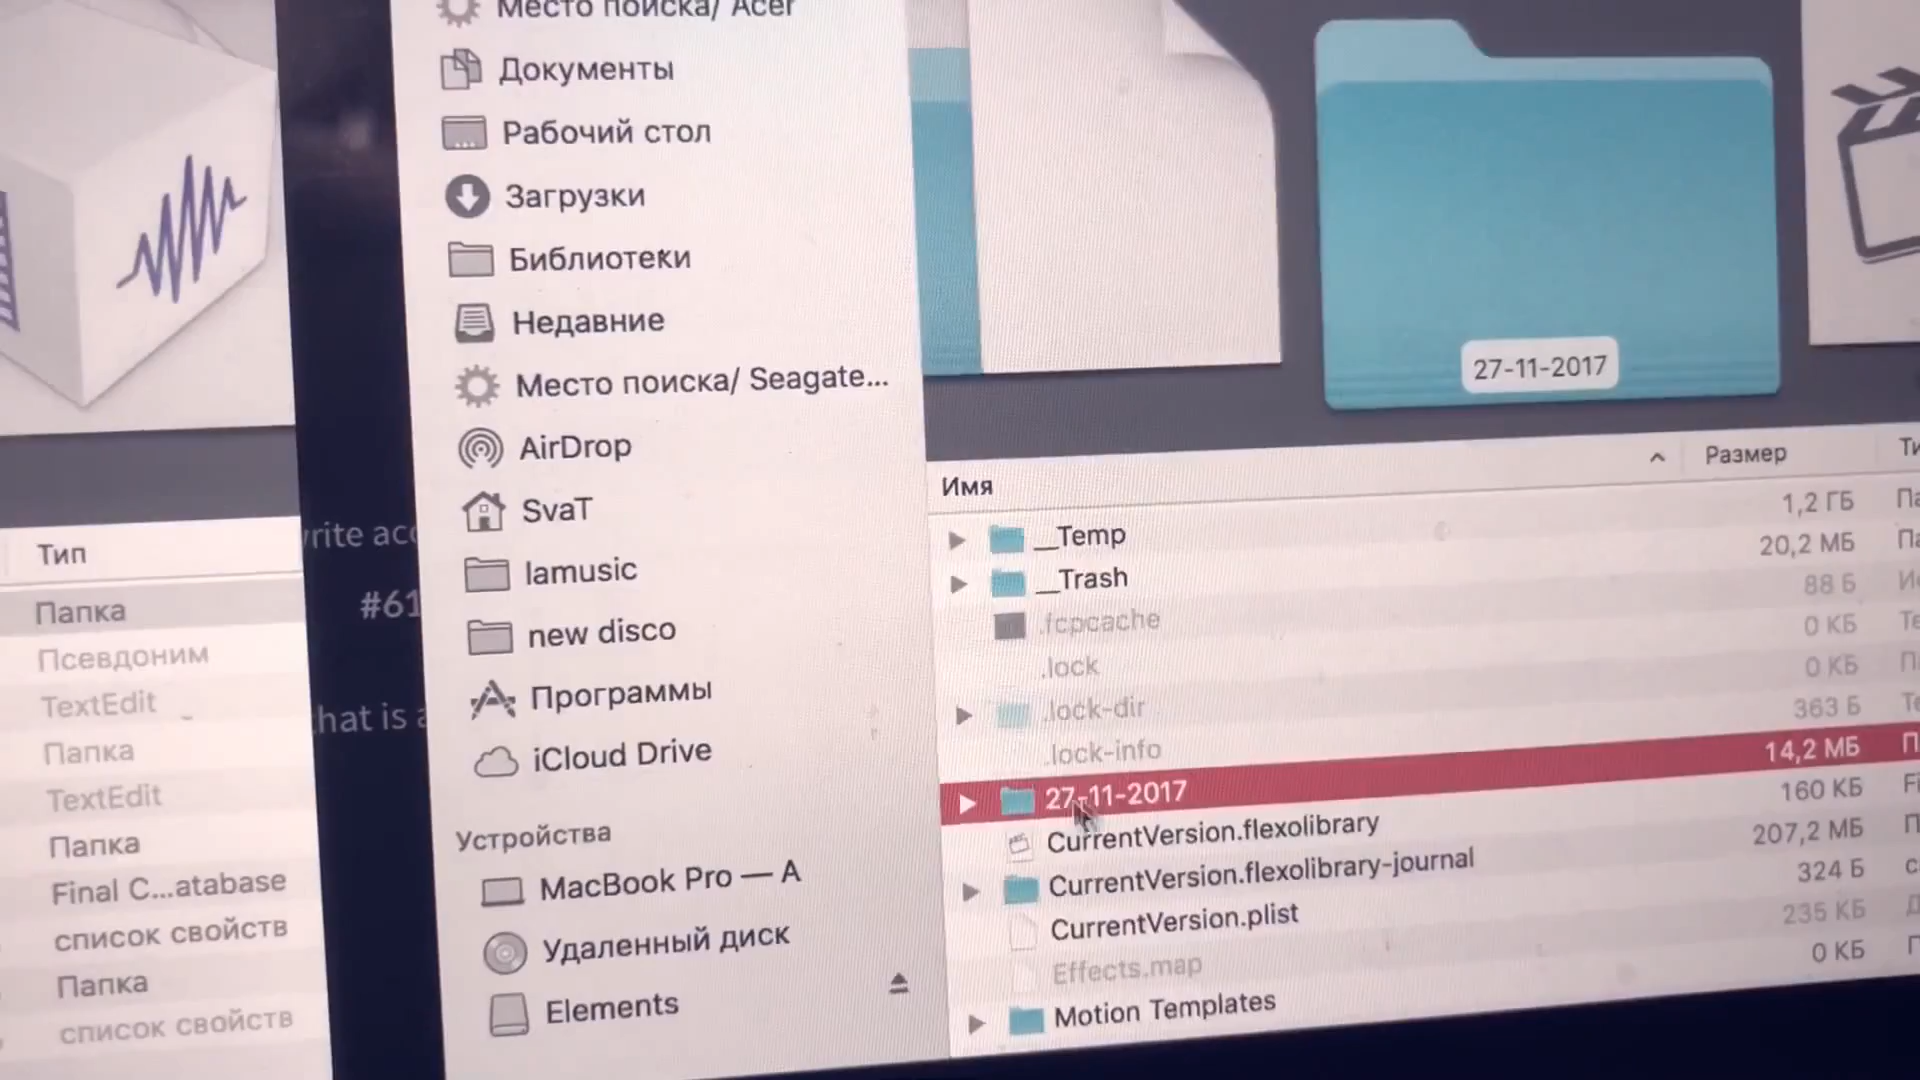 Место поиска/ Acer
Документы
Рабочий стол
Загрузки
Библиотеки
Недавние
Место поиска/ Seagate...
AirDrop
SvaT
lamusic
new disco
Программы
iCloud Drive
Устройства
MacBook Pro — A
Удаленный диск
Elements
27-11-2017
Имя
Размер
__Temp
1,2 ГБ
__Trash
20,2 МБ
.fcpcache
88 Б
.lock
0 КБ
.lock-dir
0 КБ
.lock-info
363 Б
27-11-2017
14,2 МБ
CurrentVersion.flexolibrary
160 КБ
CurrentVersion.flexolibrary-journal
207,2 МБ
CurrentVersion.plist
324 Б
Effects.map
235 КБ
Motion Templates
0 КБ
Тип
Папка
Псевдоним
TextEdit
Папка
TextEdit
Папка
Final C...atabase
список свойств
Папка
список свойств
#61
that is